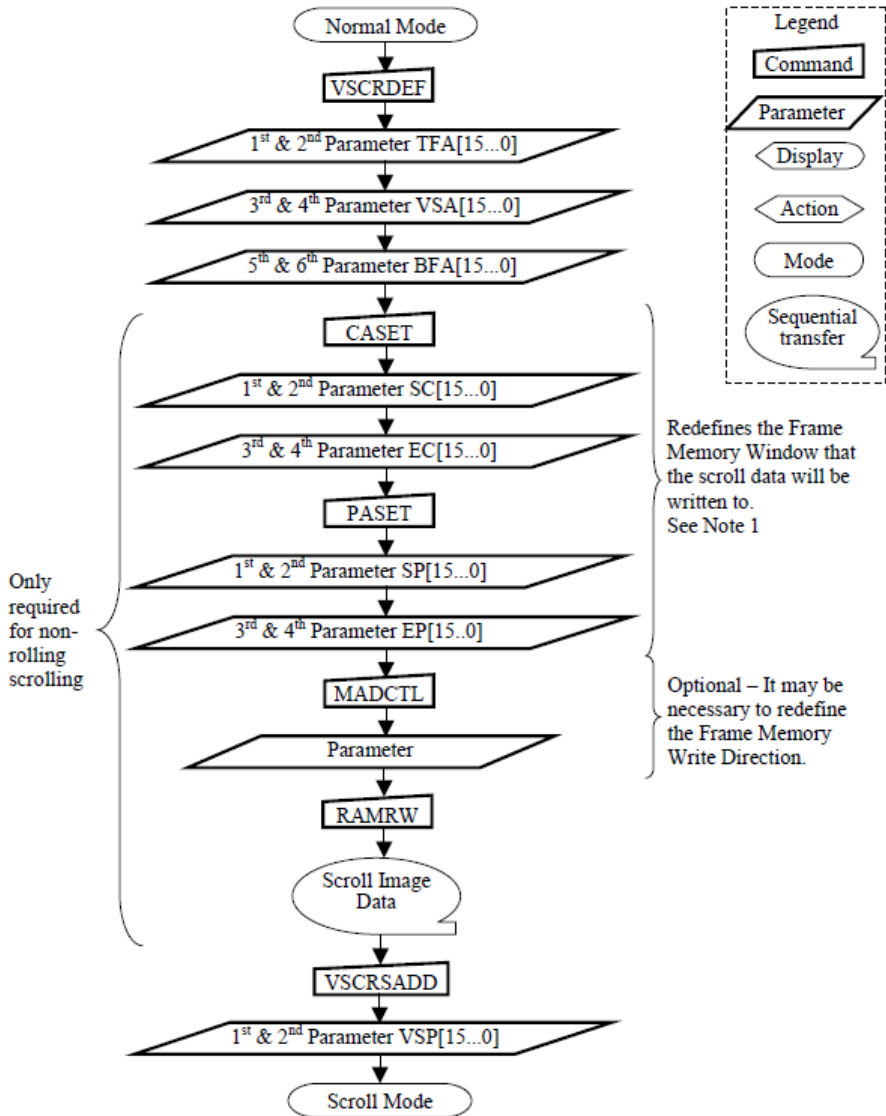 Normal Mode
VSCRDEF
1st & 2nd Parameter TFA[15...0]
3rd & 4th Parameter VSA[15...0]
5th & 6th Parameter BFA[15...0]
CASET
1st & 2nd Parameter SC[15...0]
3rd & 4th Parameter EC[15...0]
PASET
1st & 2nd Parameter SP[15...0]
3rd & 4th Parameter EP[15..0]
MADCTL
Parameter
RAMRW
Scroll Image
Data
VSCRSADD
1st & 2nd Parameter VSP[15...0]
Scroll Mode
Only
required
for non-
rolling
scrolling
Redefines the Frame
Memory Window that
the scroll data will be
written to.
See Note 1
Optional – It may be
necessary to redefine
the Frame Memory
Write Direction.
Legend
Command
Parameter
Display
Action
Mode
Sequential
transfer